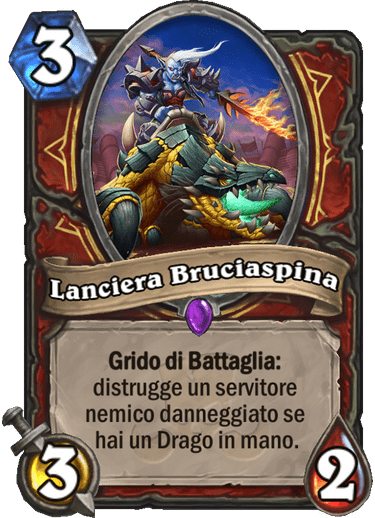 3
Lanciera Bruciaspina
Grido di Battaglia:
distrugge un servitore
nemico danneggiato se
hai un Drago in mano.
3
2